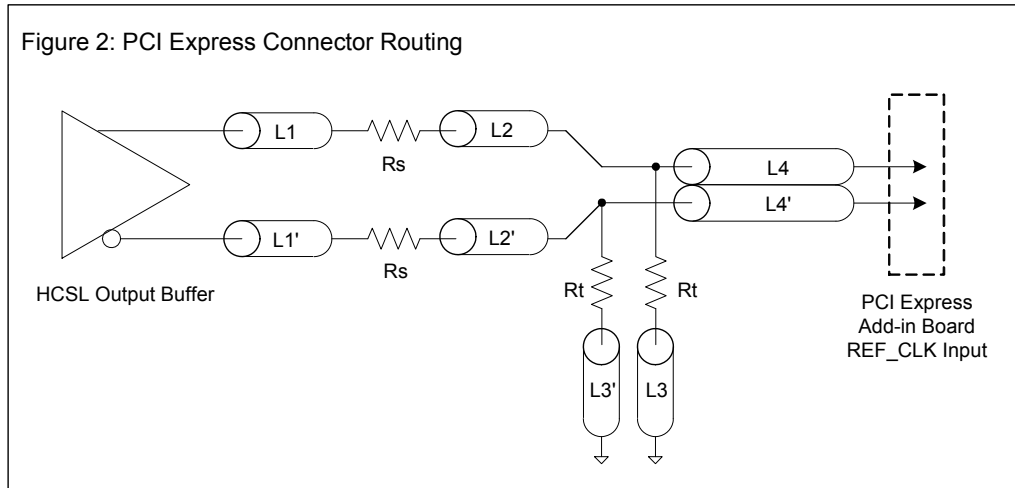 Figure 2: PCI Express Connector Routing
L1
Rs
L2
L4
L4'
L1'
Rs
L2'
HCSL Output Buffer
Rt
Rt
L3'
L3
PCI Express
Add-in Board
REF_CLK Input